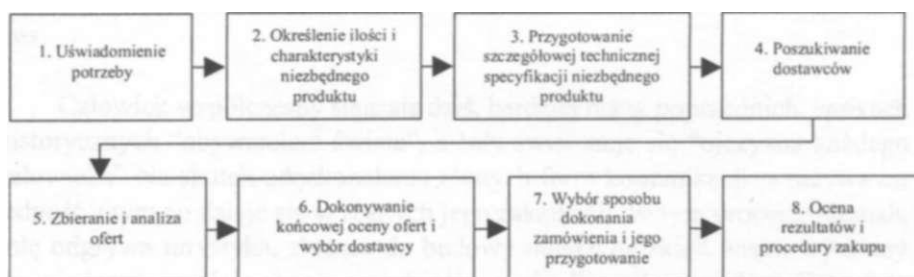 1. Uświadomienie
potrzeby
2. Określenie ilości i
charakterystyki
niezbędnego
produktu
3. Przygotowanie
szczegółowej technicznej
specyfikacji niezbędnego
produktu
4. Poszukiwanie
dostawców
5. Zbieranie i analiza
ofert
6. Dokonywanie
końcowej oceny ofert i
wybór dostawcy
7. Wybór sposobu
dokonania
zamówienia i jego
przygotowanie
8. Ocena
rezultatów i
procedury zakupu